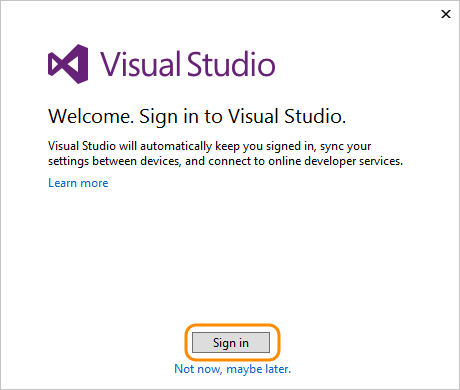 Visual Studio
Welcome. Sign in to Visual Studio.
Visual Studio will automatically keep you signed in, sync your
settings between devices, and connect to online developer services.
Learn more
Sign in
Not now, maybe later.